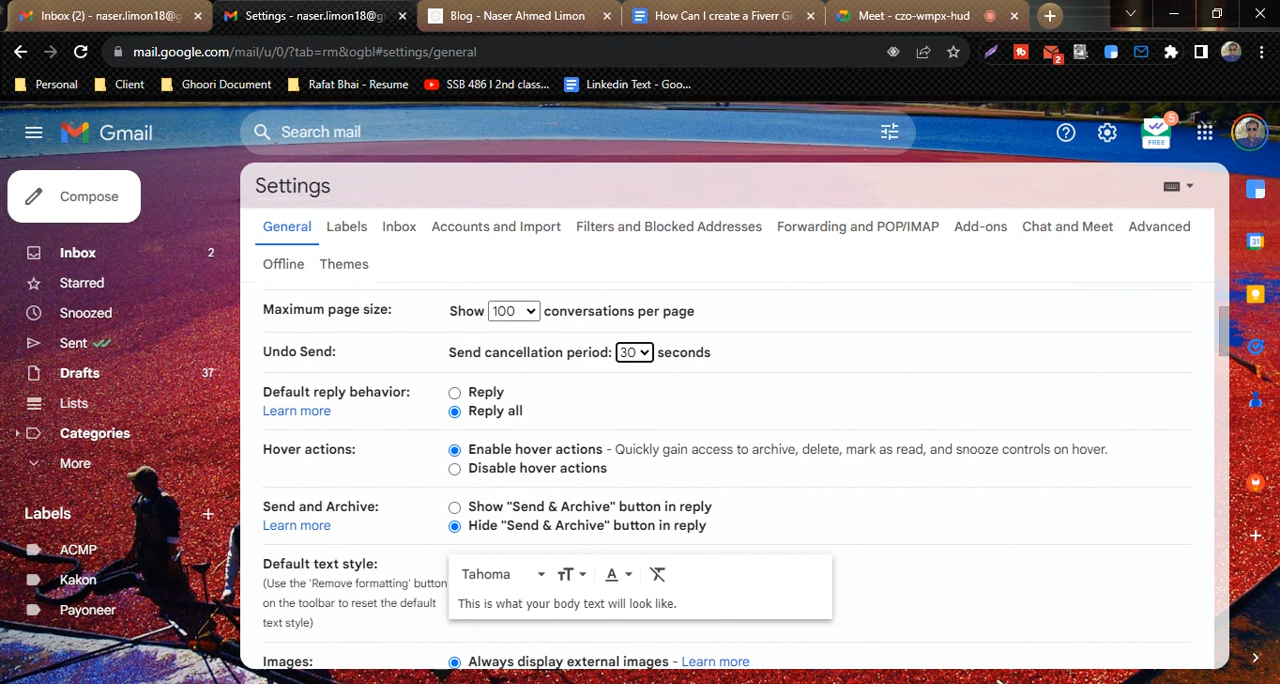 Inbox (2) - naser.limon18@g
Settings - naser.limon18@g
Blog - Naser Ahmed Limon
How Can I create a Fiverr Gi
Meet - czo-wmpx-hud
mail.google.com/mail/u/0/?tab=rm&ogbl#settings/general
2
Personal
Client
Ghoori Document
Rafat Bhai - Resume
SSB 486 l 2nd class...
Linkedin Text - Goo...
Gmail
Search mail
5
FREE
Compose
Inbox 2
Starred
Snoozed
Sent
Drafts 37
Lists
Categories
More
Labels
ACMP
Kakon
Payoneer
Settings
General Labels Inbox Accounts and Import Filters and Blocked Addresses Forwarding and POP/IMAP Add-ons Chat and Meet Advanced
Offline Themes
Maximum page size: Show 100 conversations per page
Undo Send: Send cancellation period: 30 seconds
Default reply behavior: Reply
Learn more Reply all
Hover actions: Enable hover actions - Quickly gain access to archive, delete, mark as read, and snooze controls on hover.
Disable hover actions
Send and Archive: Show "Send & Archive" button in reply
Learn more Hide "Send & Archive" button in reply
Default text style:
(Use the 'Remove formatting' button
on the toolbar to reset the default
text style)
Tahoma
This is what your body text will look like.
Images: Always display external images - Learn more
31